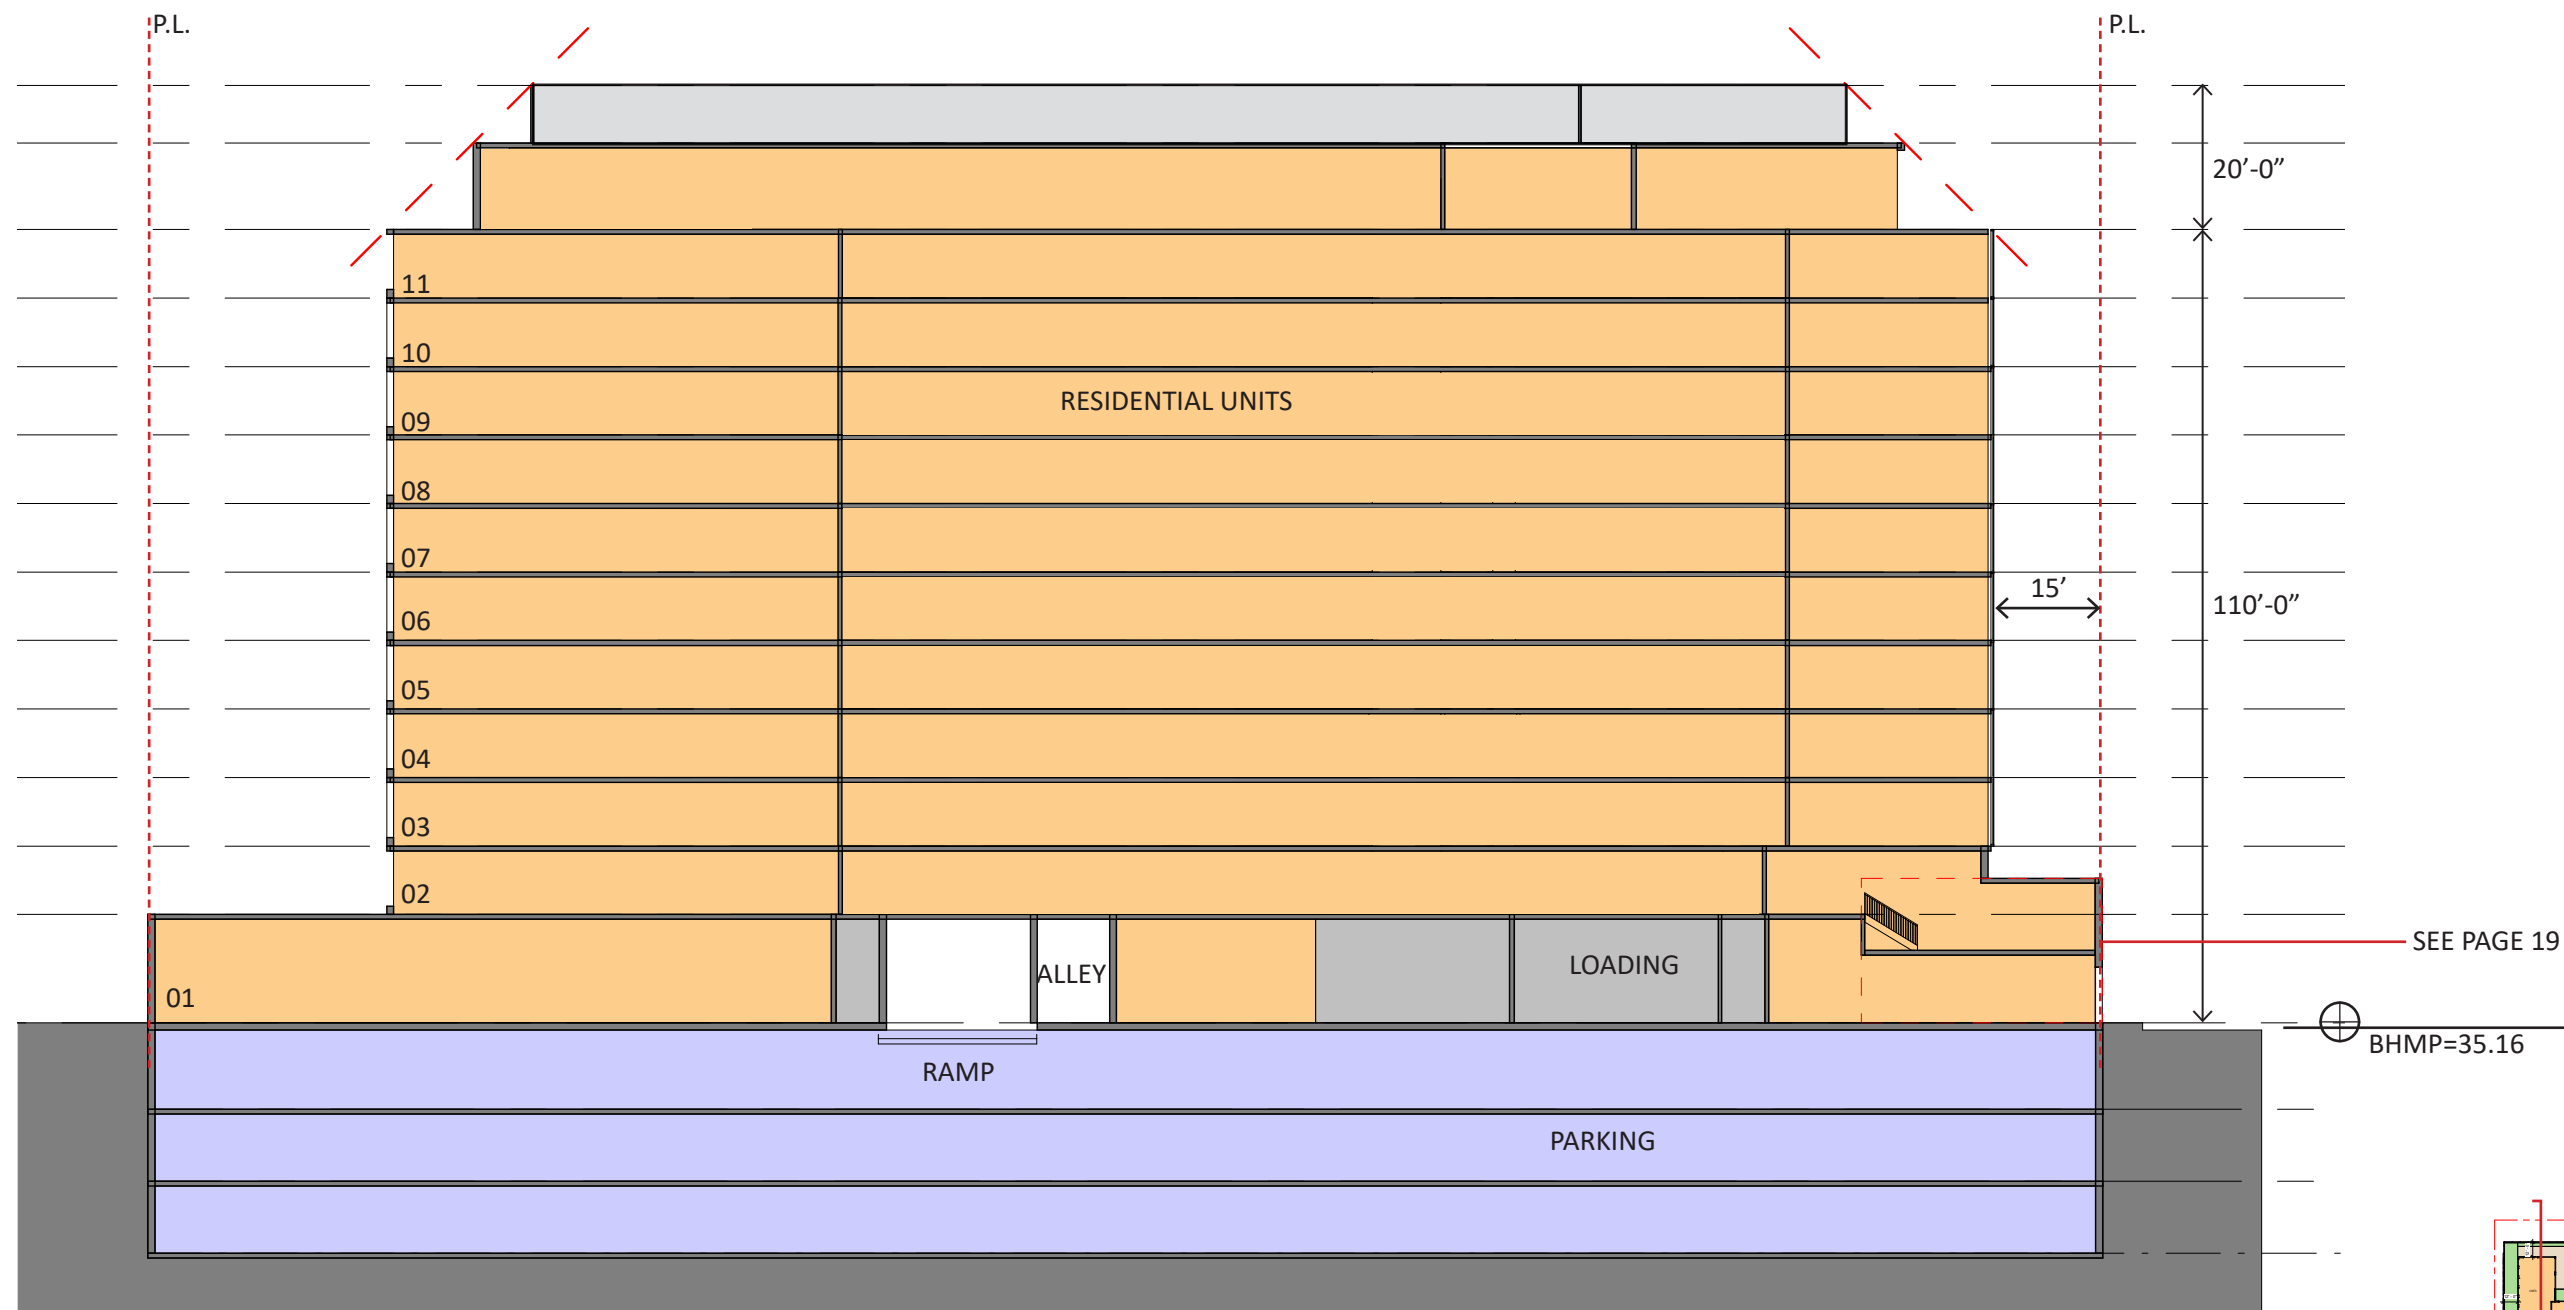 P.L.
P.L.
20’-0”
11
10
RESIDENTIAL UNITS
09
08
07
15’
110’-0”
06
05
04
03
02
SEE PAGE 19
LOADING
ALLEY
01
BHMP=35.16
RAMP
PARKING